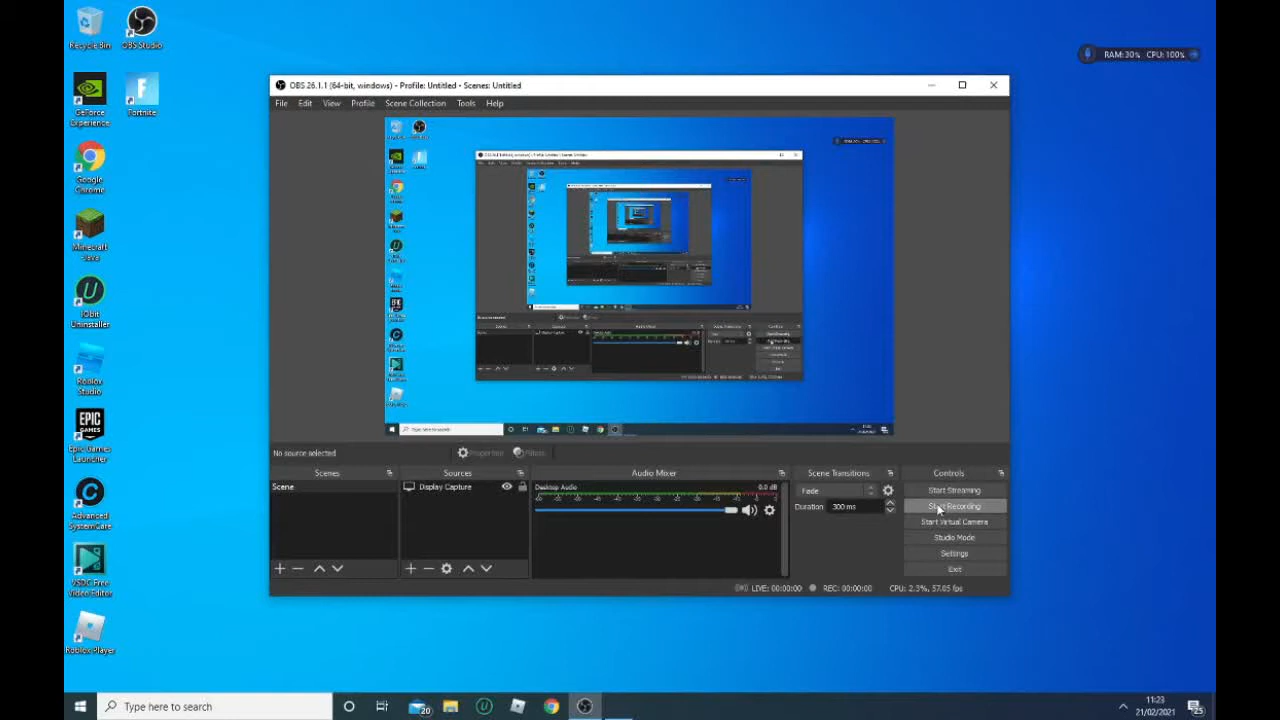 Recycle Bin
OBS Studio
GeForce Experience
Fortnite
Google Chrome
Minecraft Java
IObit Uninstaller
Roblox Studio
Epic Games Launcher
Advanced SystemCare
VSDC Free Video Editor
Roblox Player
RAM: 30% CPU: 100%
OBS 26.1.1 (64-bit, windows) - Profile: Untitled - Scenes: Untitled
File Edit View Profile Scene Collection Tools Help
No source selected Properties Filters
Scenes Sources Audio Mixer Scene Transitions Controls
Scene
Display Capture
Desktop Audio 0.0 dB
Fade
Duration 300 ms
Start Streaming
Start Recording
Start Virtual Camera
Studio Mode
Settings
Exit
LIVE: 00:00:00 REC: 00:00:00 CPU: 2.3%, 57.05 fps
Type here to search
20
11:23
21/02/2021
25